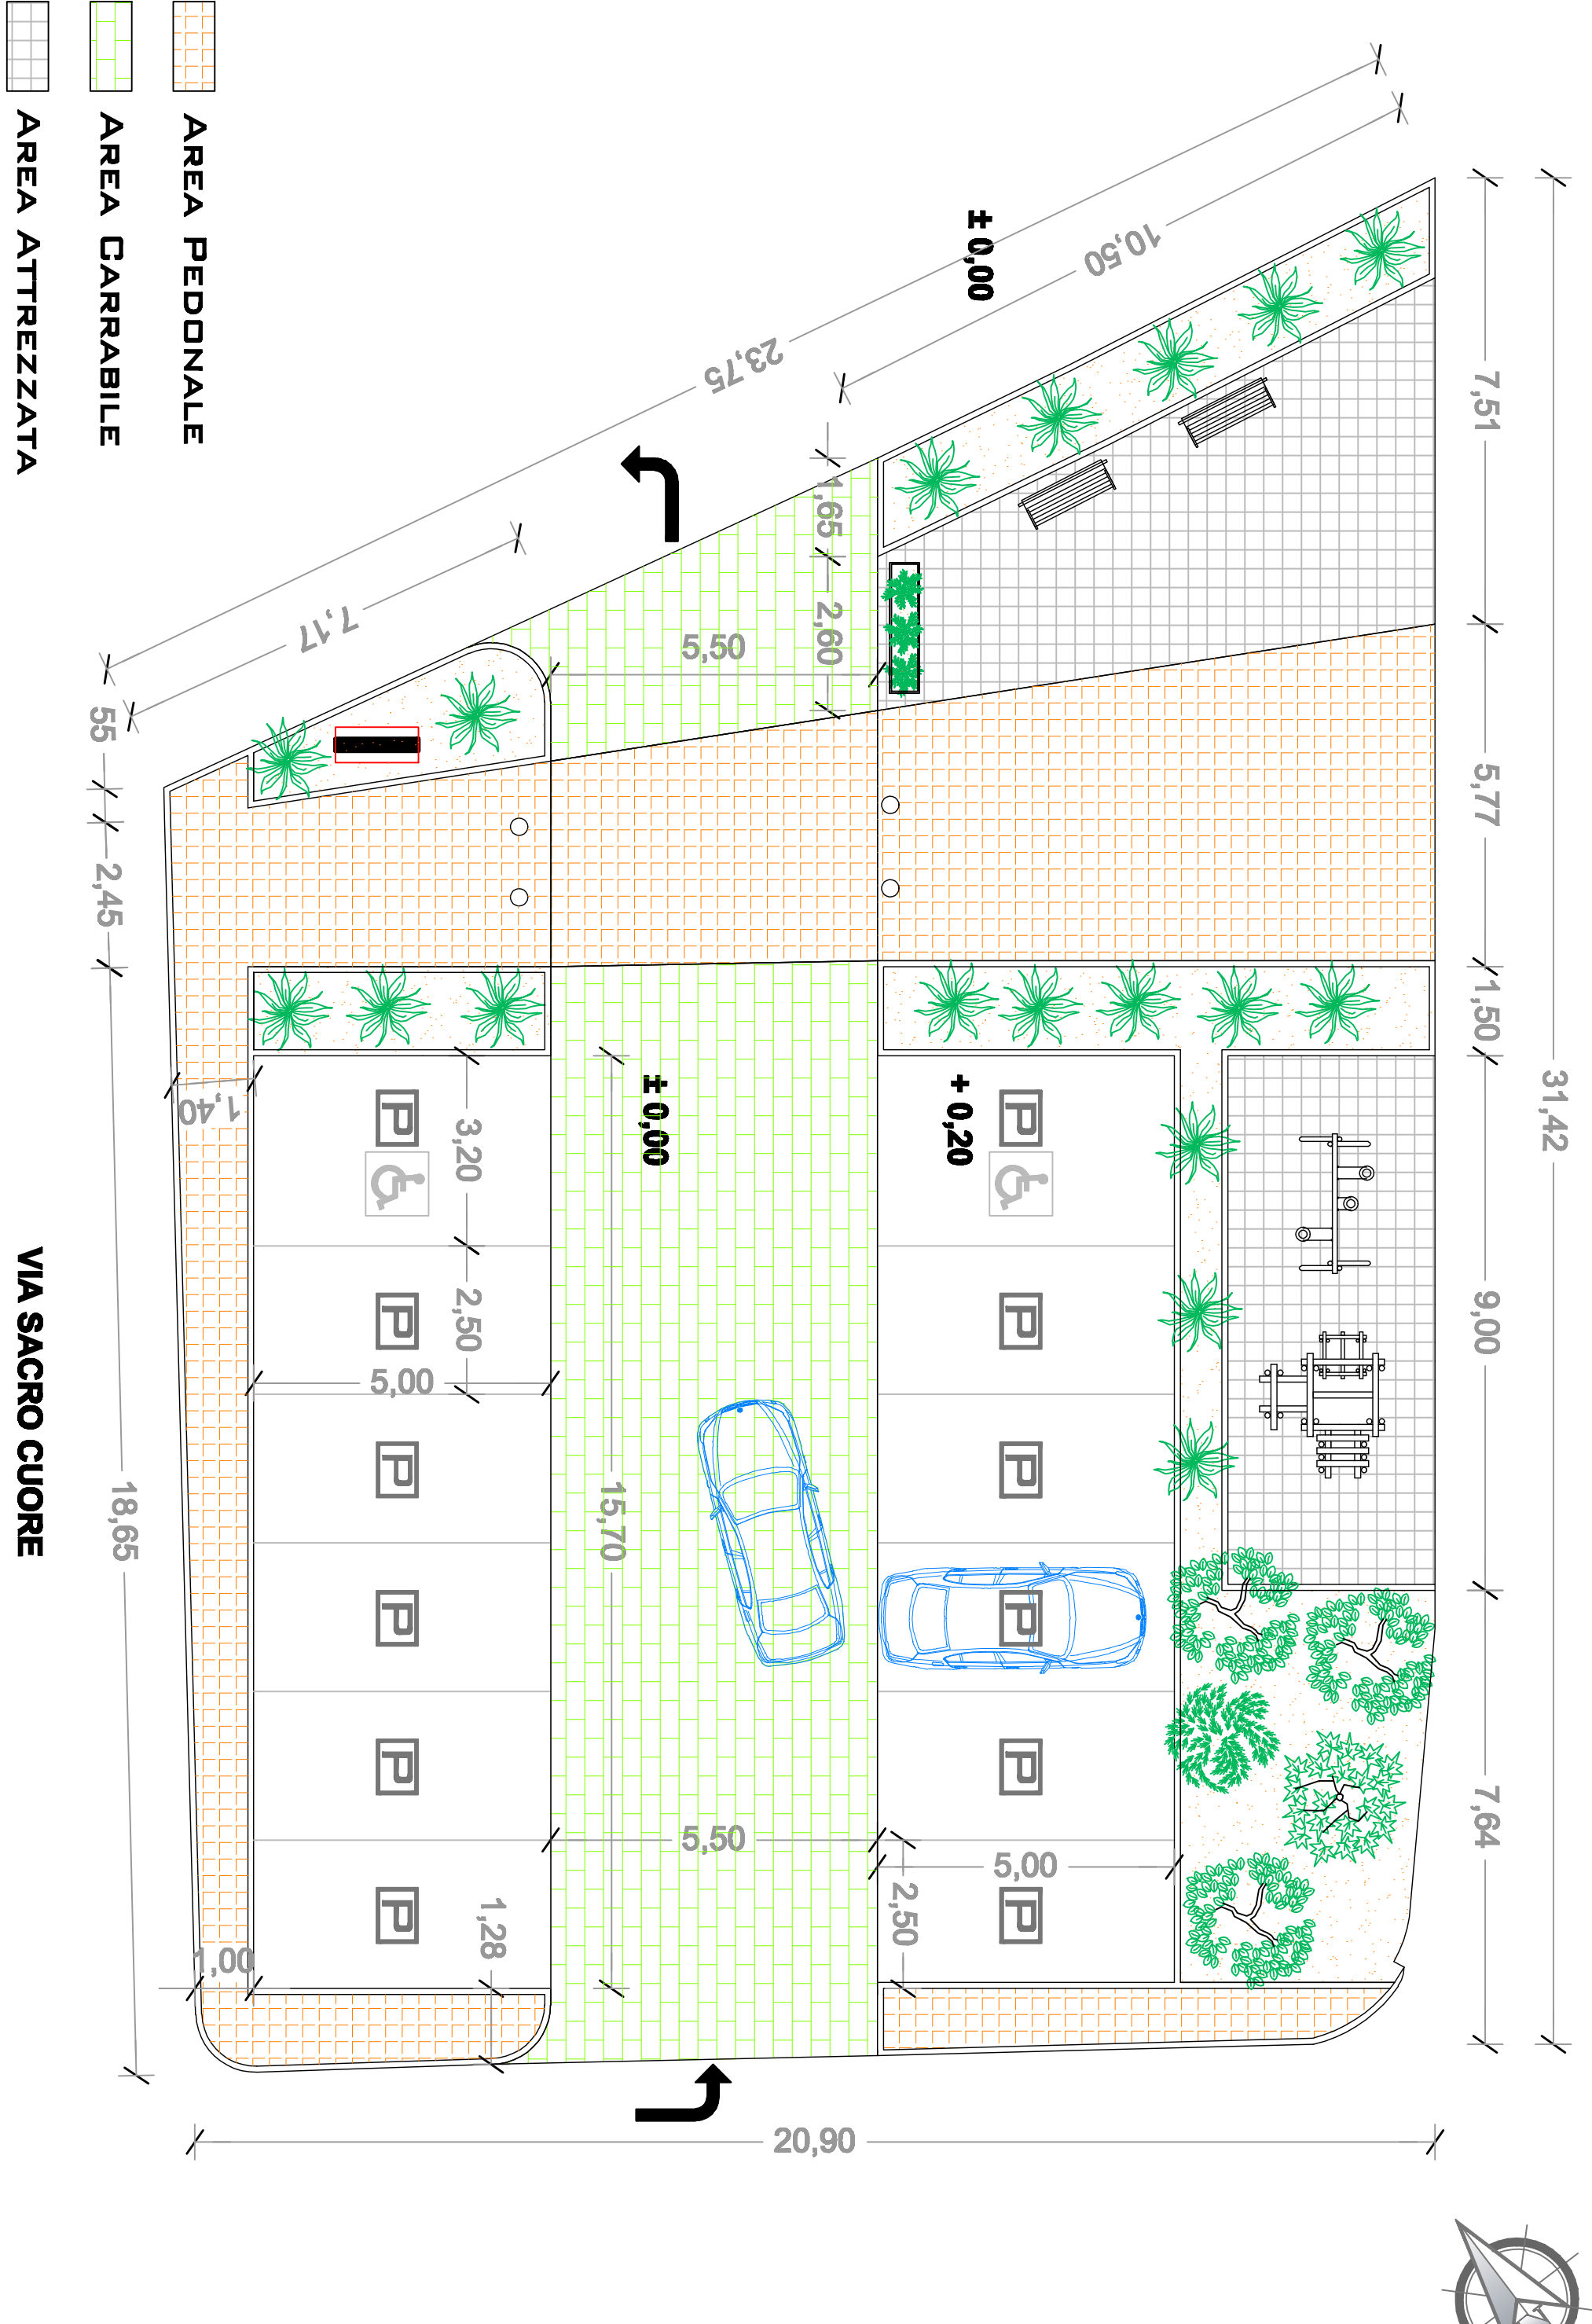 AREA PEDONALE
AREA CARRABILE
AREA ATTREZZATA
VIA SACRO CUORE
31,42
7,51
5,77
1,50
9,00
7,64
10,50
23,75
7,17
± 0,00
1,65
2,60
5,50
55
2,45
18,65
1,40
3,20
2,50
5,00
15,70
± 0,00
+ 0,20
P
P
P
P
P
P
P
P
P
P
P
P
5,50
5,00
2,50
1,28
1,00
20,90